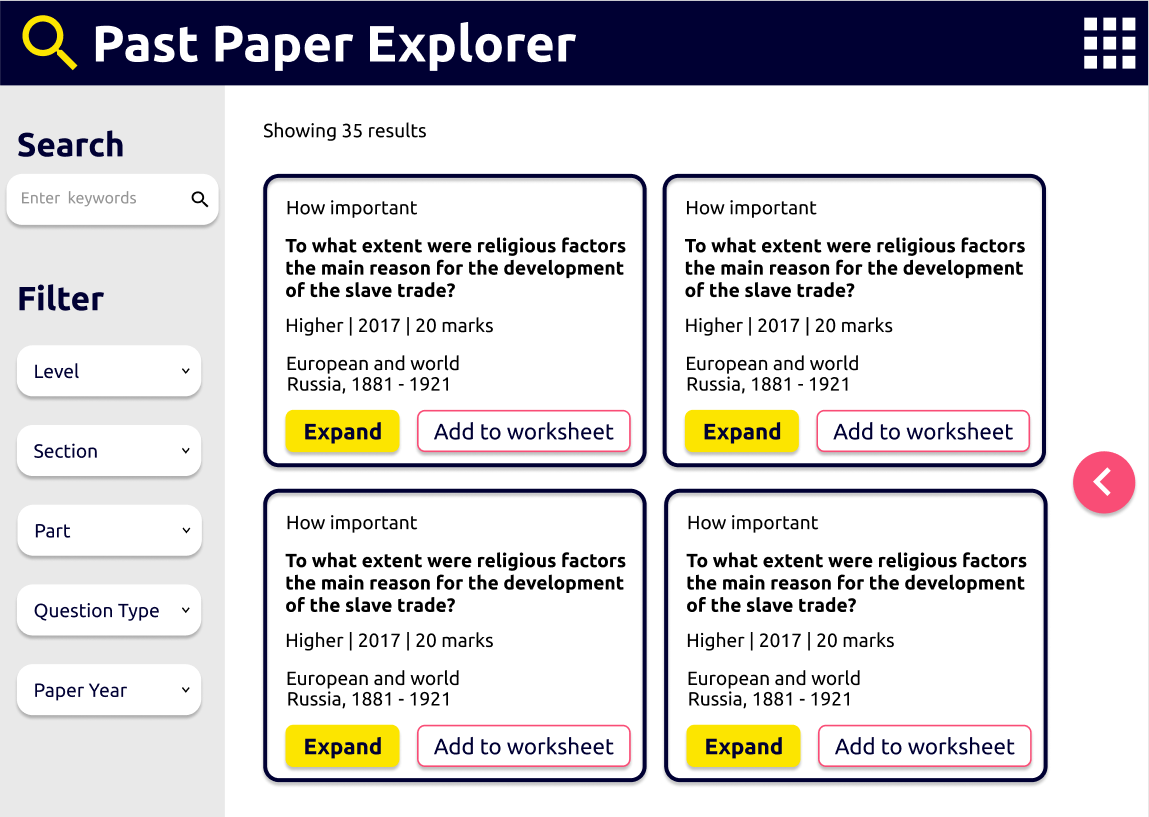 Past Paper Explorer
Search
Enter keywords
Filter
Level
Section
Part
Question Type
Paper Year
Showing 35 results
How important
To what extent were religious factors
the main reason for the development
of the slave trade?
Higher | 2017 | 20 marks
European and world
Russia, 1881 - 1921
Expand
Add to worksheet
How important
To what extent were religious factors
the main reason for the development
of the slave trade?
Higher | 2017 | 20 marks
European and world
Russia, 1881 - 1921
Expand
Add to worksheet
How important
To what extent were religious factors
the main reason for the development
of the slave trade?
Higher | 2017 | 20 marks
European and world
Russia, 1881 - 1921
Expand
Add to worksheet
How important
To what extent were religious factors
the main reason for the development
of the slave trade?
Higher | 2017 | 20 marks
European and world
Russia, 1881 - 1921
Expand
Add to worksheet